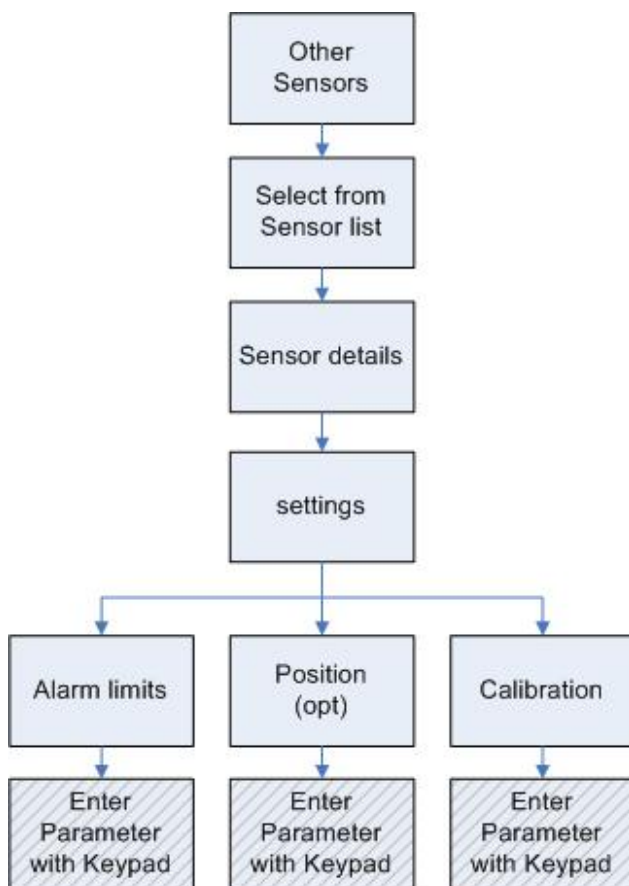 Other
Sensors
Select from
Sensor list
Sensor details
settings
Alarm limits
Position
(opt)
Calibration
Enter
Parameter
with Keypad
Enter
Parameter
with Keypad
Enter
Parameter
with Keypad